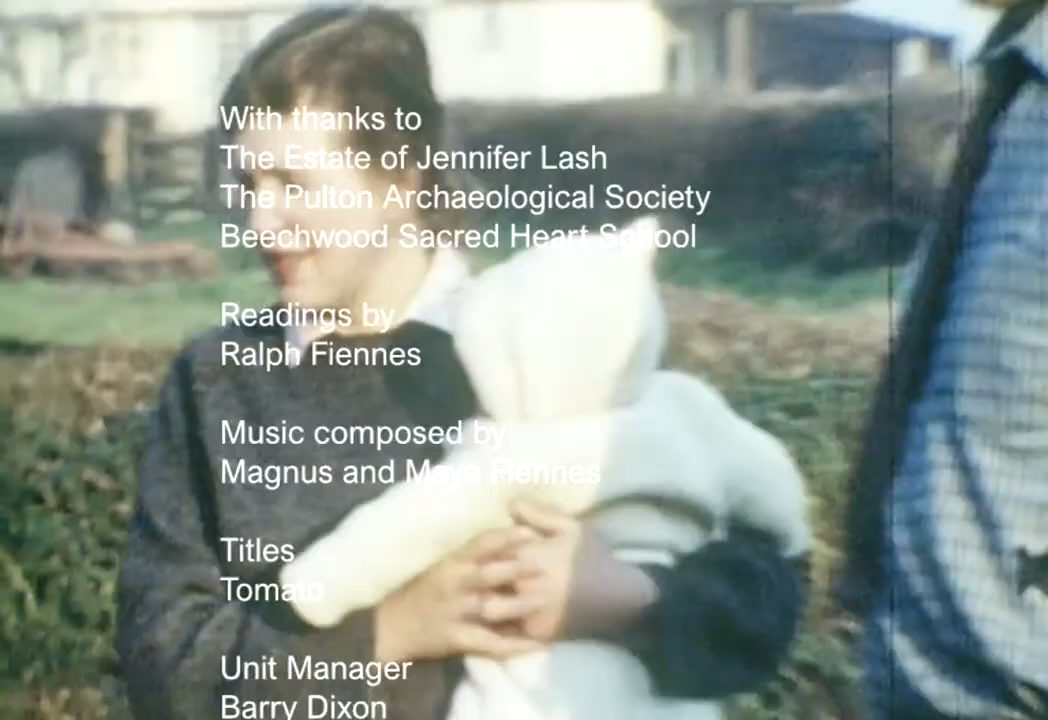 With thanks to
The Estate of Jennifer Lash
The Pulton Archaeological Society
Beechwood Sacred Heart School
Readings by
Ralph Fiennes
Music composed by
Magnus and Maya Fiennes
Titles
Tomato
Unit Manager
Barry Dixon